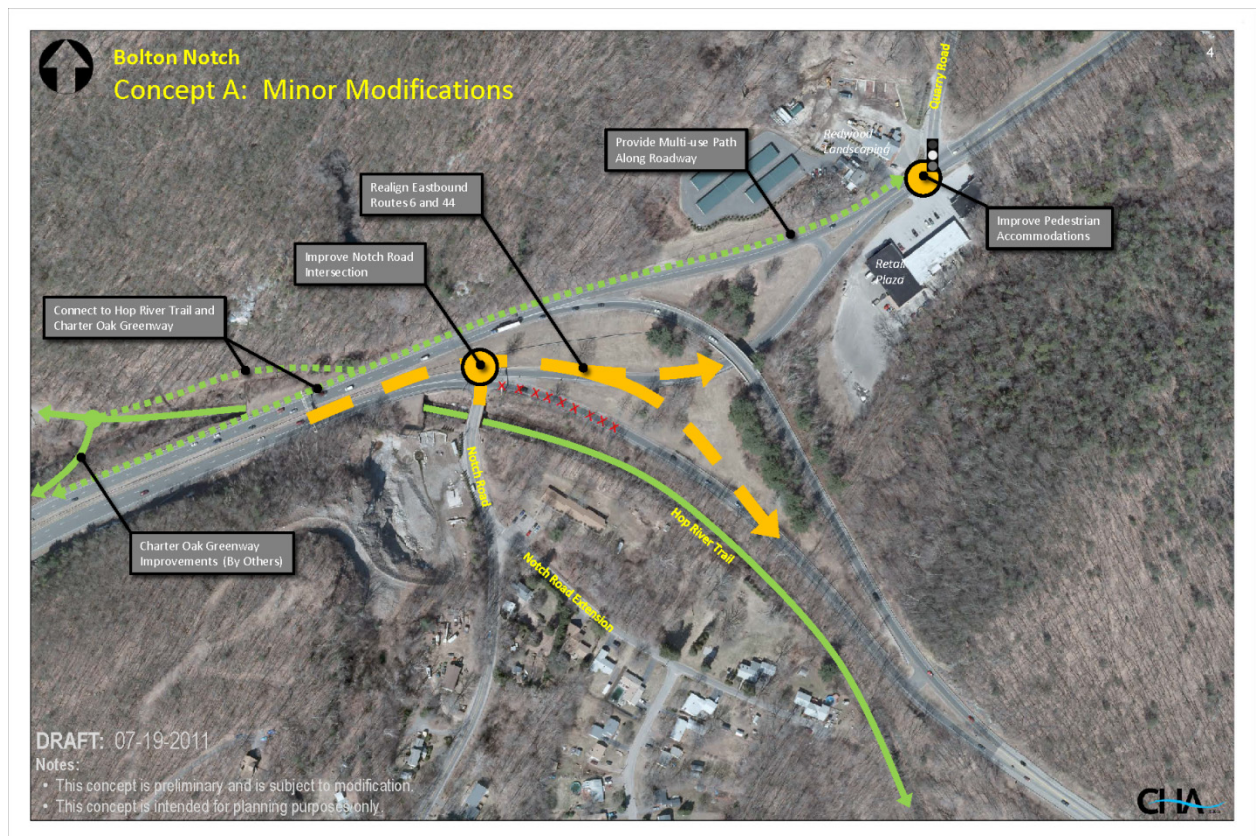 Bolton Notch
Concept A: Minor Modifications
4
Quarry Road
Redwood
Landscaping
Provide Multi-use Path
Along Roadway
Realign Eastbound
Routes 6 and 44
Improve Pedestrian
Accommodations
Improve Notch Road
Intersection
Retail
Plaza
Connect to Hop River Trail and
Charter Oak Greenway
Notch Road
Hop River Trail
Charter Oak Greenway
Improvements (By Others)
Notch Road Extension
X X X X X X X X X
DRAFT: 07-19-2011
Notes:
• This concept is preliminary and is subject to modification.
• This concept is intended for planning purposes only.
CHA